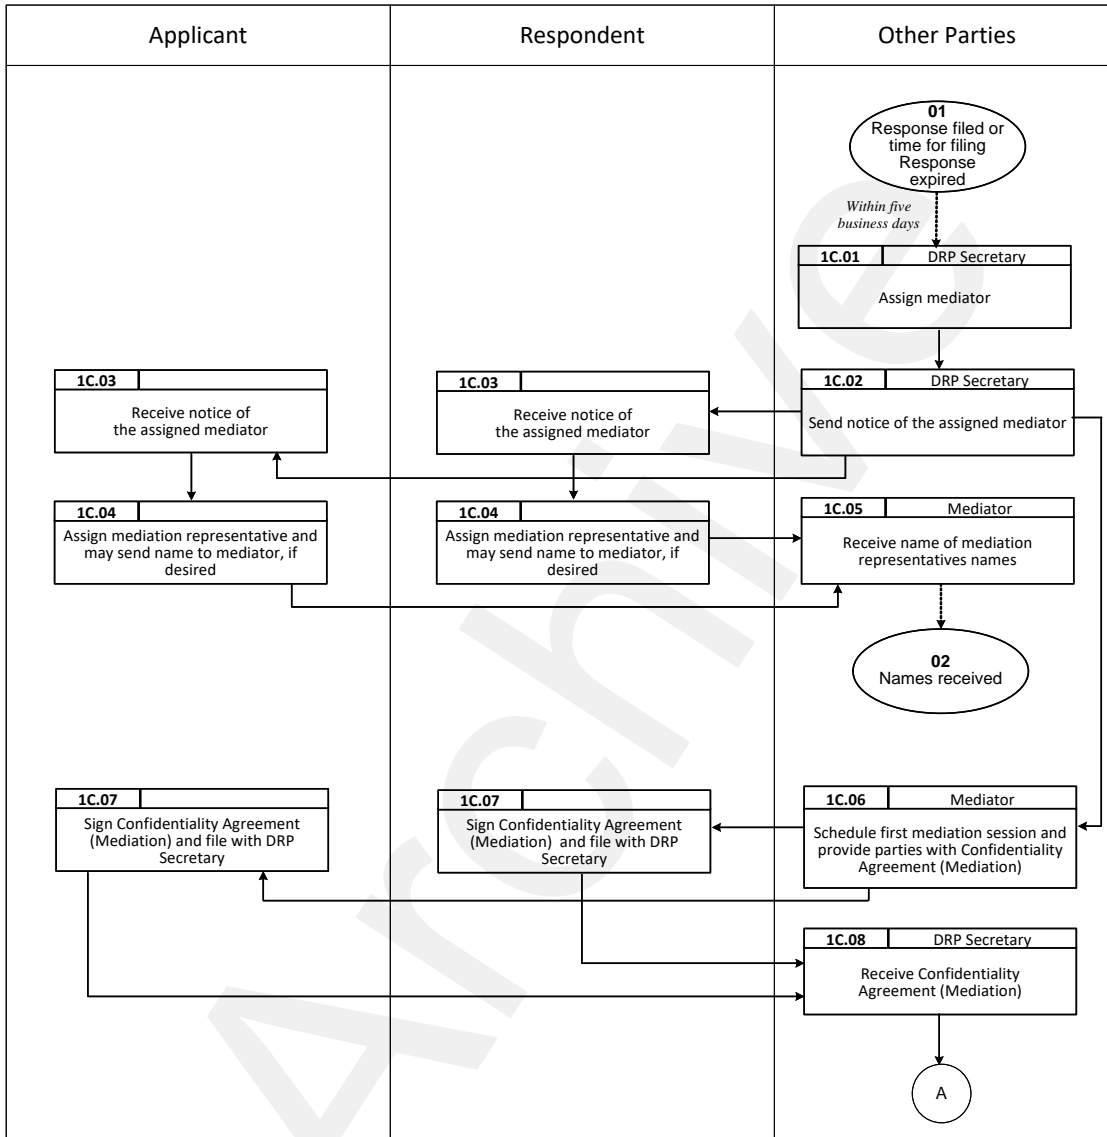 Applicant
Respondent
Other Parties
01
Response filed or
time for filing
Response
expired
Within five
business days
1C.01
DRP Secretary
Assign mediator
1C.03
Receive notice of
the assigned mediator
1C.03
Receive notice of
the assigned mediator
1C.02
DRP Secretary
Send notice of the assigned mediator
1C.04
Assign mediation representative and
may send name to mediator, if
desired
1C.04
Assign mediation representative and
may send name to mediator, if
desired
1C.05
Mediator
Receive name of mediation
representatives names
02
Names received
1C.07
Sign Confidentiality Agreement
(Mediation) and file with DRP
Secretary
1C.07
Sign Confidentiality Agreement
(Mediation) and file with DRP
Secretary
1C.06
Mediator
Schedule first mediation session and
provide parties with Confidentiality
Agreement (Mediation)
1C.08
DRP Secretary
Receive Confidentiality
Agreement (Mediation)
A
Archive